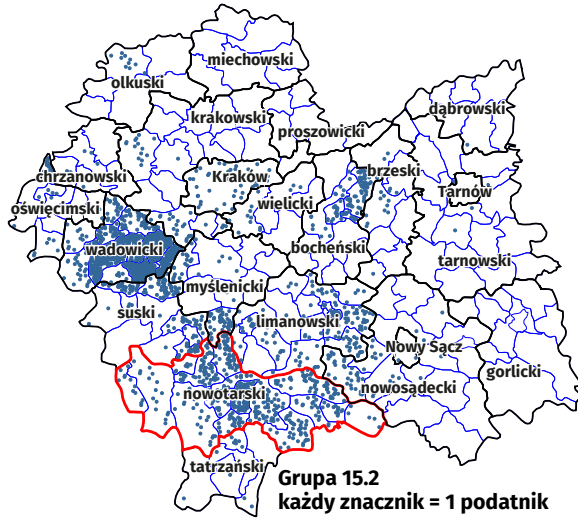 miechowski
olkuski
dąbrowski
krakowski
proszowicki
chrzanowski
Kraków
brzeski
Tarnów
oświęcimski
wielicki
wadowicki
bocheński
tarnowski
myślenicki
suski
limanowski
Nowy Sącz
gorlicki
nowotarski
nowosądecki
tatrzański
Grupa 15.2
każdy znacznik = 1 podatnik